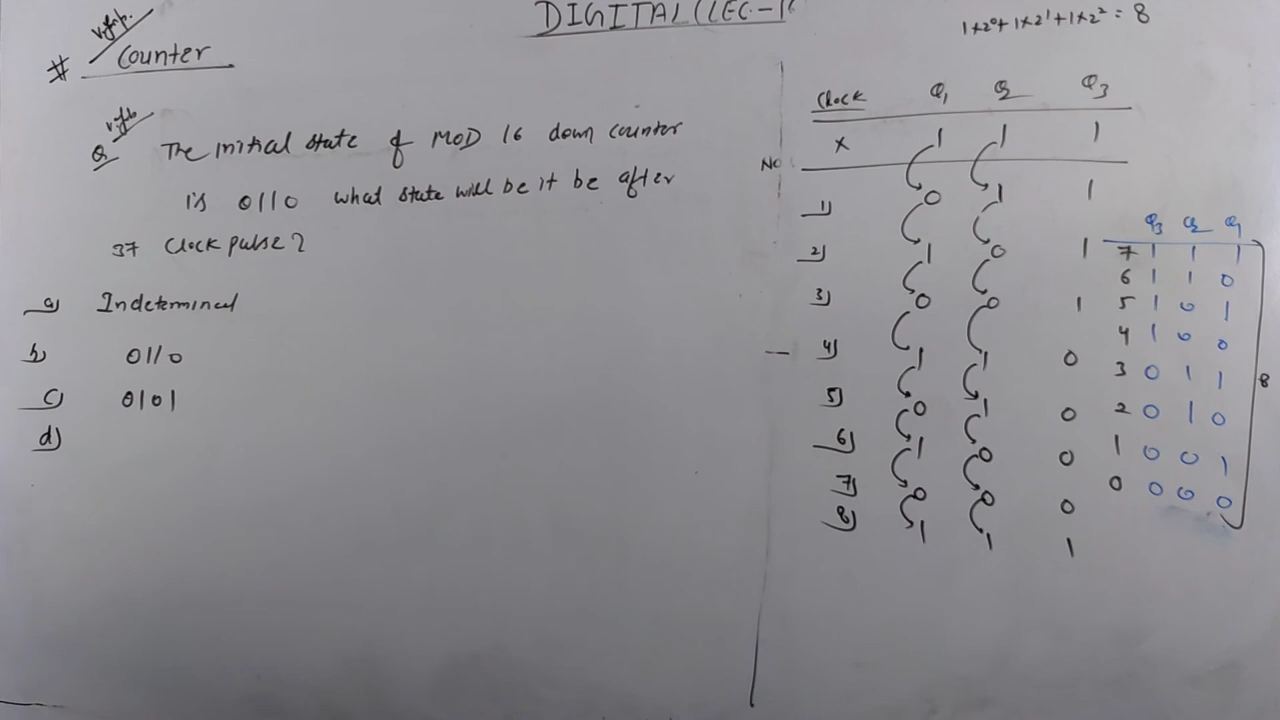 DIGITAL (LEC-1
1×2⁰+1×2¹+1×2² = 8
v.imp.
# Counter
Q The initial state of MOD 16 down counter
is 0110 what state will be it be after
37 Clock pulse?
a) Indetermined
b) 0110
c) 0101
d)
Clock Q1 Q2 Q3
NC X 1 1 1
1) 0 1 1
2) 1 0 1
3) 0 0 1
4) 1 1 0
5) 0 1 0
6) 1 0 0
7) 0 0 0
8) 1 1 1
Q3 Q2 Q1
7 1 1 1
6 1 1 0
5 1 0 1
4 1 0 0
3 0 1 1
2 0 1 0
1 0 0 1
0 0 0 0
8